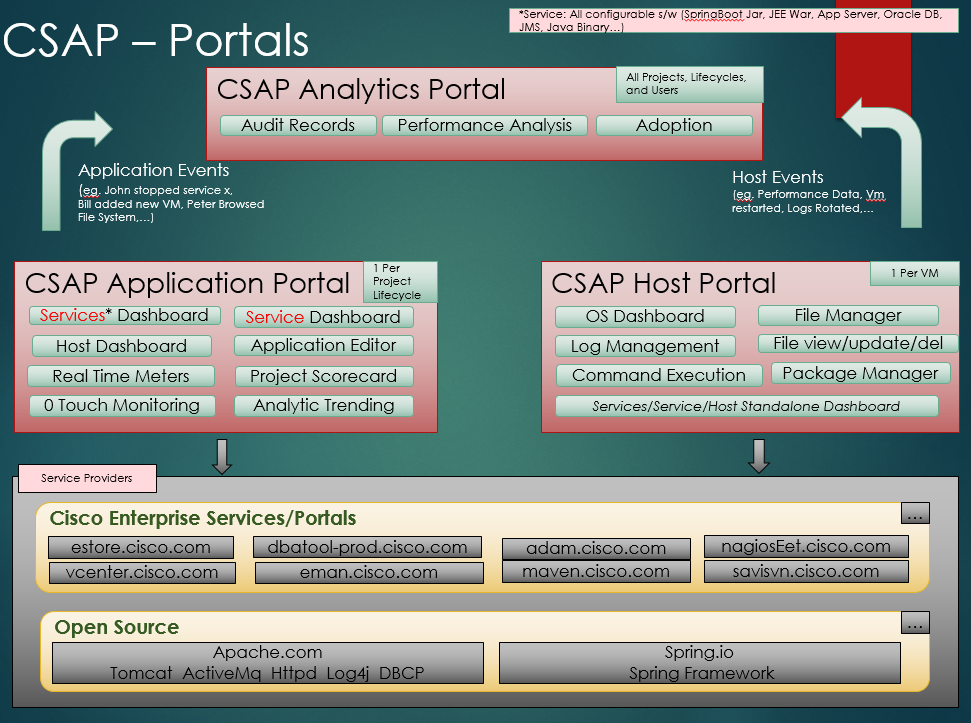 CSAP – Portals
*Service: All configurable s/w (SpringBoot Jar, JEE War, App Server, Oracle DB,
JMS, Java Binary...)
CSAP Analytics Portal
All Projects, Lifecycles,
and Users
Audit Records
Performance Analysis
Adoption
Application Events
(eg. John stopped service x,
Bill added new VM, Peter Browsed
File System,...)
Host Events
(eg. Performance Data, Vm
restarted, Logs Rotated,...
CSAP Application Portal
1 Per
Project
Lifecycle
Services* Dashboard
Service Dashboard
Host Dashboard
Application Editor
Real Time Meters
Project Scorecard
0 Touch Monitoring
Analytic Trending
CSAP Host Portal
1 Per VM
OS Dashboard
File Manager
Log Management
File view/update/del
Command Execution
Package Manager
Services/Service/Host Standalone Dashboard
Service Providers
Cisco Enterprise Services/Portals
...
estore.cisco.com
dbatool-prod.cisco.com
adam.cisco.com
nagiosEet.cisco.com
vcenter.cisco.com
eman.cisco.com
maven.cisco.com
savisvn.cisco.com
Open Source
...
Apache.com
Tomcat ActiveMq Httpd Log4j DBCP
Spring.io
Spring Framework